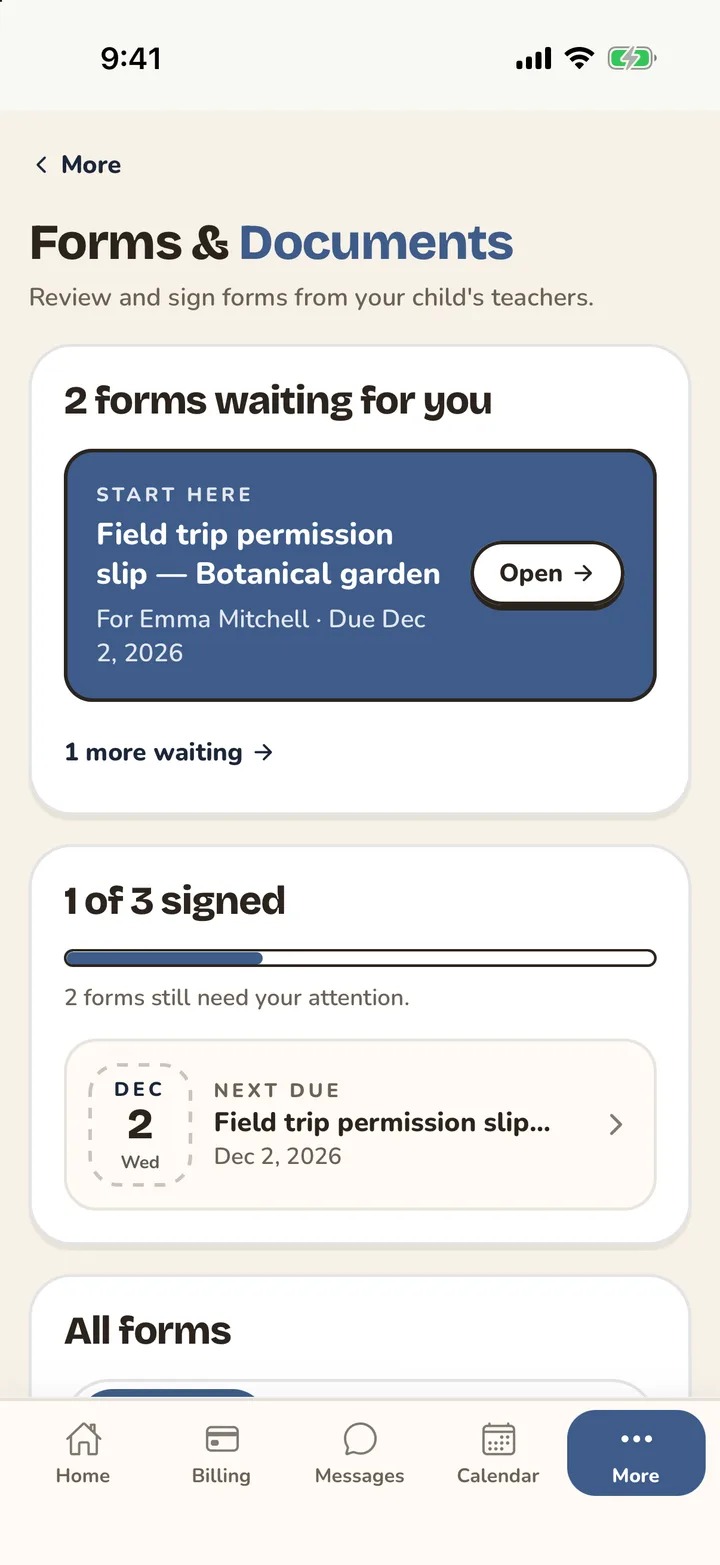 9:41
More
Forms & Documents
Review and sign forms from your child's teachers.
2 forms waiting for you
START HERE
Field trip permission
slip — Botanical garden
For Emma Mitchell · Due Dec
2, 2026
Open →
1 more waiting →
1 of 3 signed
2 forms still need your attention.
DEC
2
Wed
NEXT DUE
Field trip permission slip...
Dec 2, 2026
All forms
Home
Billing
Messages
Calendar
More